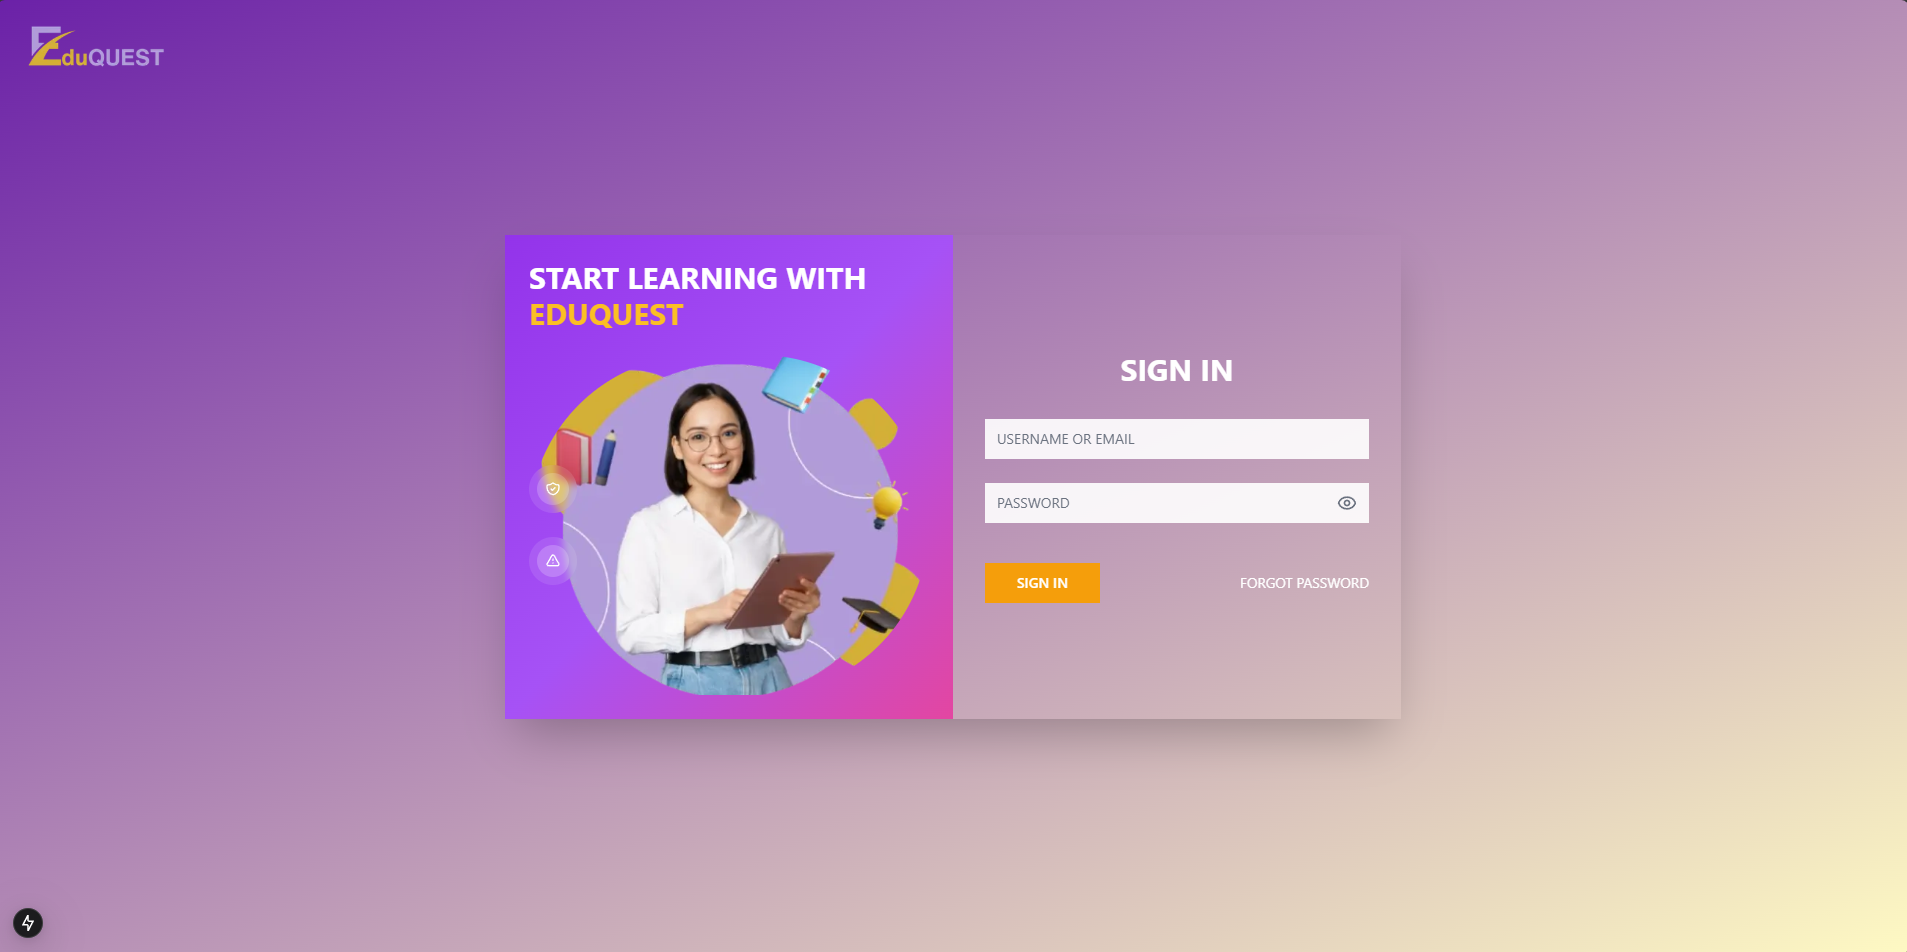 EduQUEST
START LEARNING WITH
EDUQUEST
SIGN IN
USERNAME OR EMAIL
PASSWORD
SIGN IN
FORGOT PASSWORD